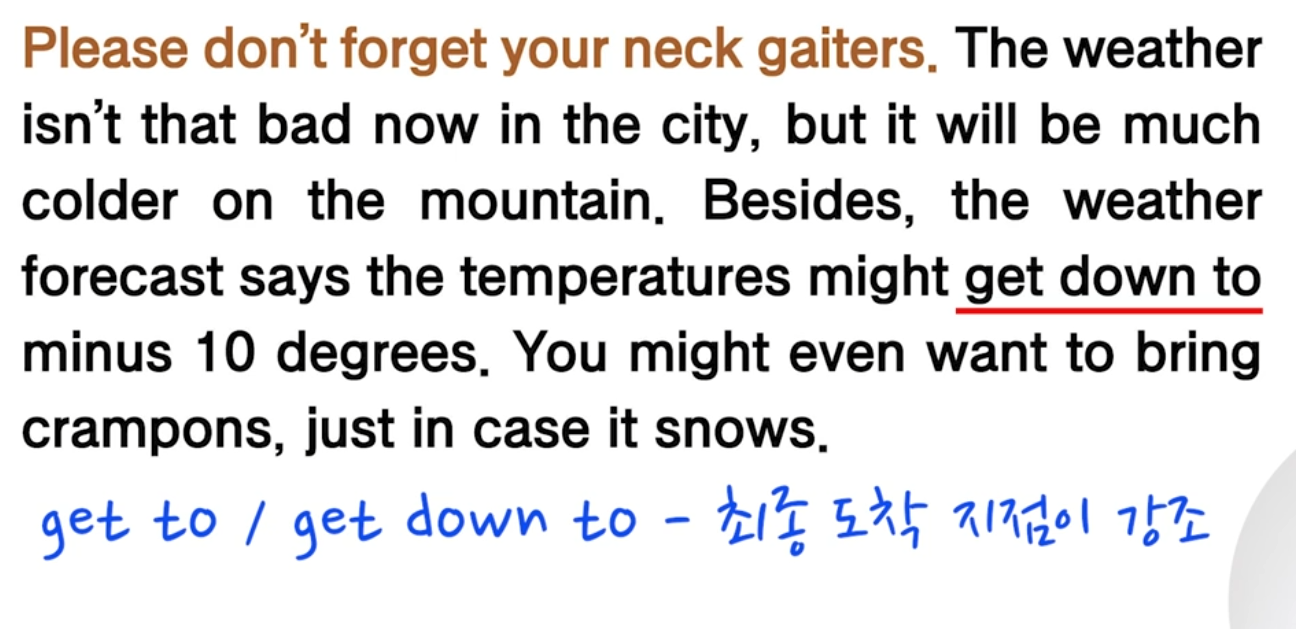 Please don't forget your neck gaiters. The weather
isn't that bad now in the city, but it will be much
colder on the mountain. Besides, the weather
forecast says the temperatures might get down to
minus 10 degrees. You might even want to bring
crampons, just in case it snows.
get to / get down to - 최종 도착 지점이 강조